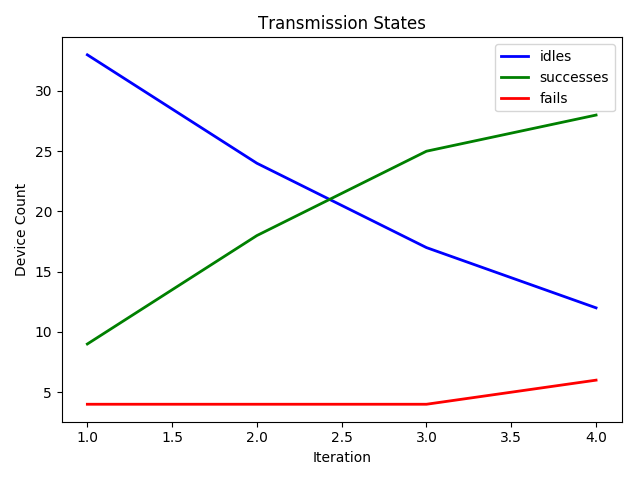 Transmission States
idles
successes
fails
Device Count
30
25
20
15
10
5
1.0 1.5 2.0 2.5 3.0 3.5 4.0
Iteration